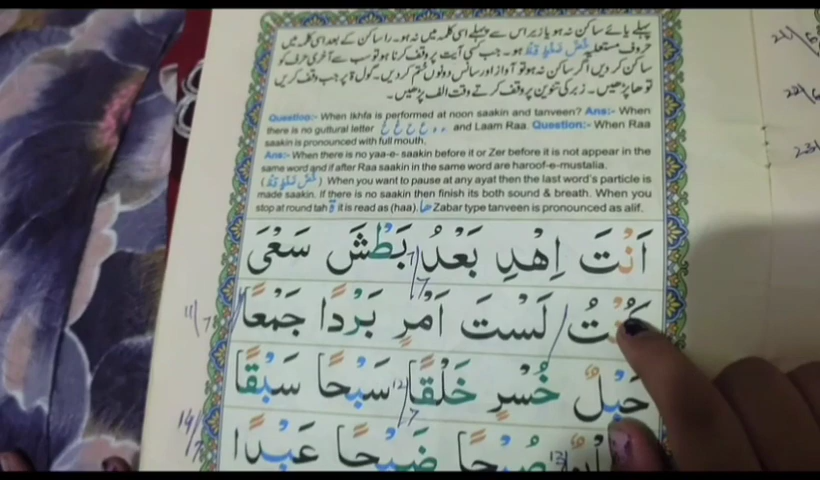 پہلے یائے ساکن نہ ہو یا زیر اس سے پہلے اسی کلمہ میں نہ ہو۔ را ساکن کے بعد اسی کلمہ میں
حروف مستعلیہ خُصَّ ضَغْطٍ قِظْ ہو۔ جب کسی آیت پر وقف کرنا ہو تو سب سے آخری حرف کو
ساکن کر دیں اگر ساکن نہ ہو تو آواز اور سانس دونوں ختم کر دیں۔ گول ۃ پر جب وقف کریں
تو ھا پڑھیں۔ زبر کی تنوین پر وقف کرتے وقت الف پڑھیں۔
Question:- When Ikhfa is performed at noon saakin and tanveen? Ans:- When
there is no guttural letter ء ہ ع ح غ خ and Laam Raa. Question:- When Raa
saakin is pronounced with full mouth.
Ans:- When there is no yaa-e- saakin before it or Zer before it is not appear in the
same word and if after Raa saakin in the same word are haroof-e-mustalia.
( خُصَّ ضَغْطٍ قِظْ ) When you want to pause at any ayat then the last word's particle is
made saakin. If there is no saakin then finish its both sound & breath. When you
stop at round tah ۃ it is read as (haa). ھا Zabar type tanveen is pronounced as alif.
اَنْتَ اِهْدِ بَعْدُ بَطْشَ سَعْیَ
كُنْتُ لَسْتَ اَمْرٍ بَرْدًا جَمْعًا
11/7
حَبْلٌ خُسْرٍ خَلْقًا سَبْحًا سَبْقًا
12/7
14/7
صُبْحًا ضَبْحًا عَبْدًا